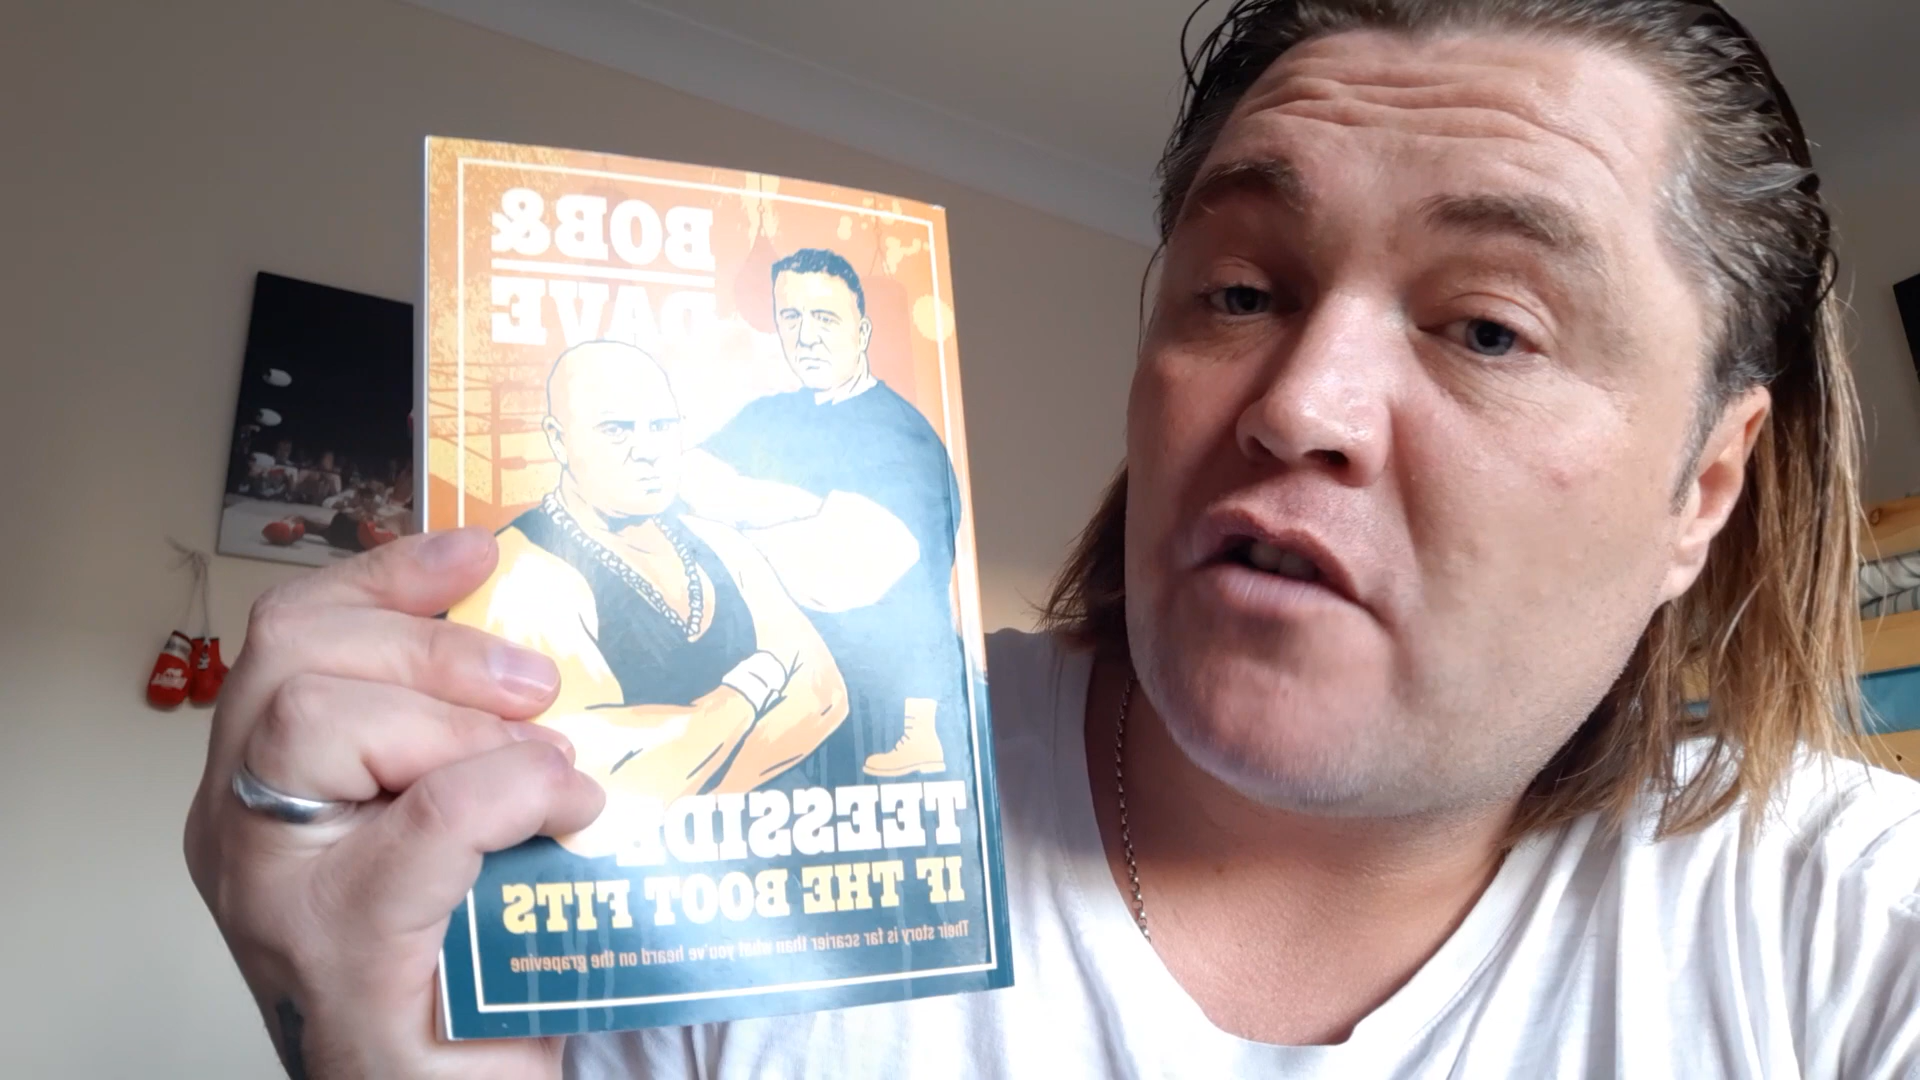 BOB&
DAVE
TEESSIDE
IF THE BOOT FITS
Their story is far scarier than what you've heard on the grapevine